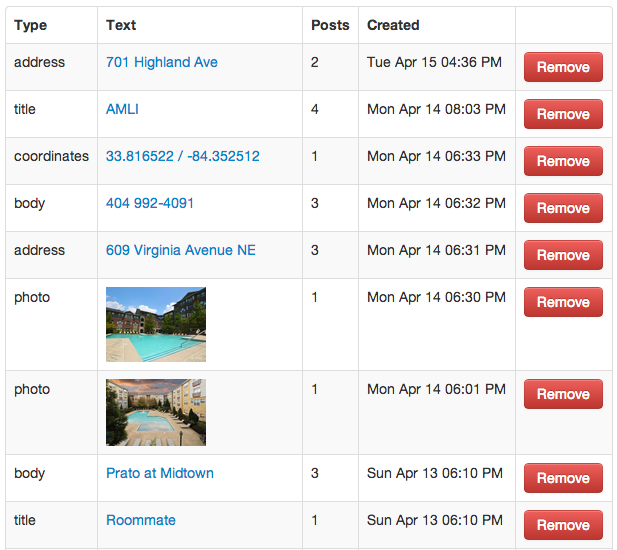 Type Text Posts Created
address 701 Highland Ave 2 Tue Apr 15 04:36 PM Remove
title AMLI 4 Mon Apr 14 08:03 PM Remove
coordinates 33.816522 / -84.352512 1 Mon Apr 14 06:33 PM Remove
body 404 992-4091 3 Mon Apr 14 06:32 PM Remove
address 609 Virginia Avenue NE 3 Mon Apr 14 06:31 PM Remove
photo 1 Mon Apr 14 06:30 PM Remove
photo 1 Mon Apr 14 06:01 PM Remove
body Prato at Midtown 3 Sun Apr 13 06:10 PM Remove
title Roommate 1 Sun Apr 13 06:10 PM Remove